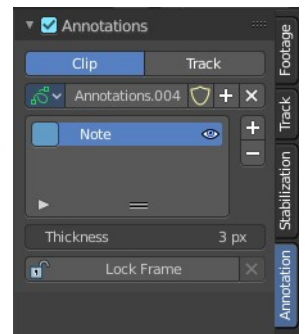 Annotations
Clip Track
Annotations.004
Note
Thickness 3 px
Lock Frame
Footage
Track
Stabilization
Annotation